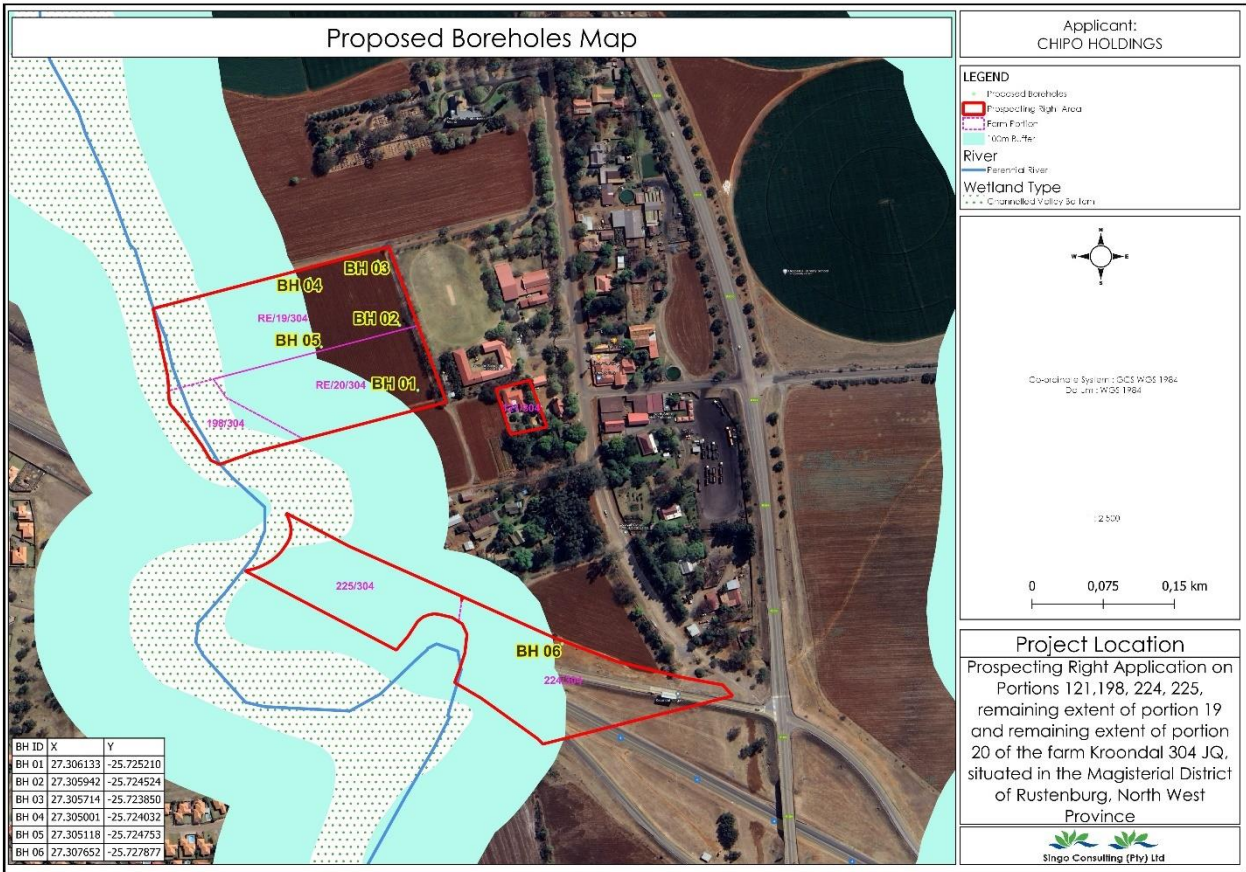 Proposed Boreholes Map
Applicant:
CHIPO HOLDINGS
LEGEND
Proposed Boreholes
Prospecting Right Area
Farm Portion
100m Buffer
River
Perennial River
Wetland Type
Channelled Valley Bottom
N
W E
S
Co-ordinate System : GCS WGS 1984
Datum : WGS 1984
0 0,075 0,15 km
Project Location
Prospecting Right Application on
Portions 121,198, 224, 225,
remaining extent of portion 19
and remaining extent of portion
20 of the farm Kroondal 304 JQ,
situated in the Magisterial District
of Rustenburg, North West
Province
Singo Consulting (Pty) Ltd
BH 03
BH 04
RE/19/304
BH 02
BH 05
RE/20/304
BH 01
198/304
225/304
BH 06
224/304
BH ID X Y
BH 01 27.306133 -25.725210
BH 02 27.305942 -25.724524
BH 03 27.305714 -25.723850
BH 04 27.305001 -25.724032
BH 05 27.305118 -25.724753
BH 06 27.307652 -25.727877